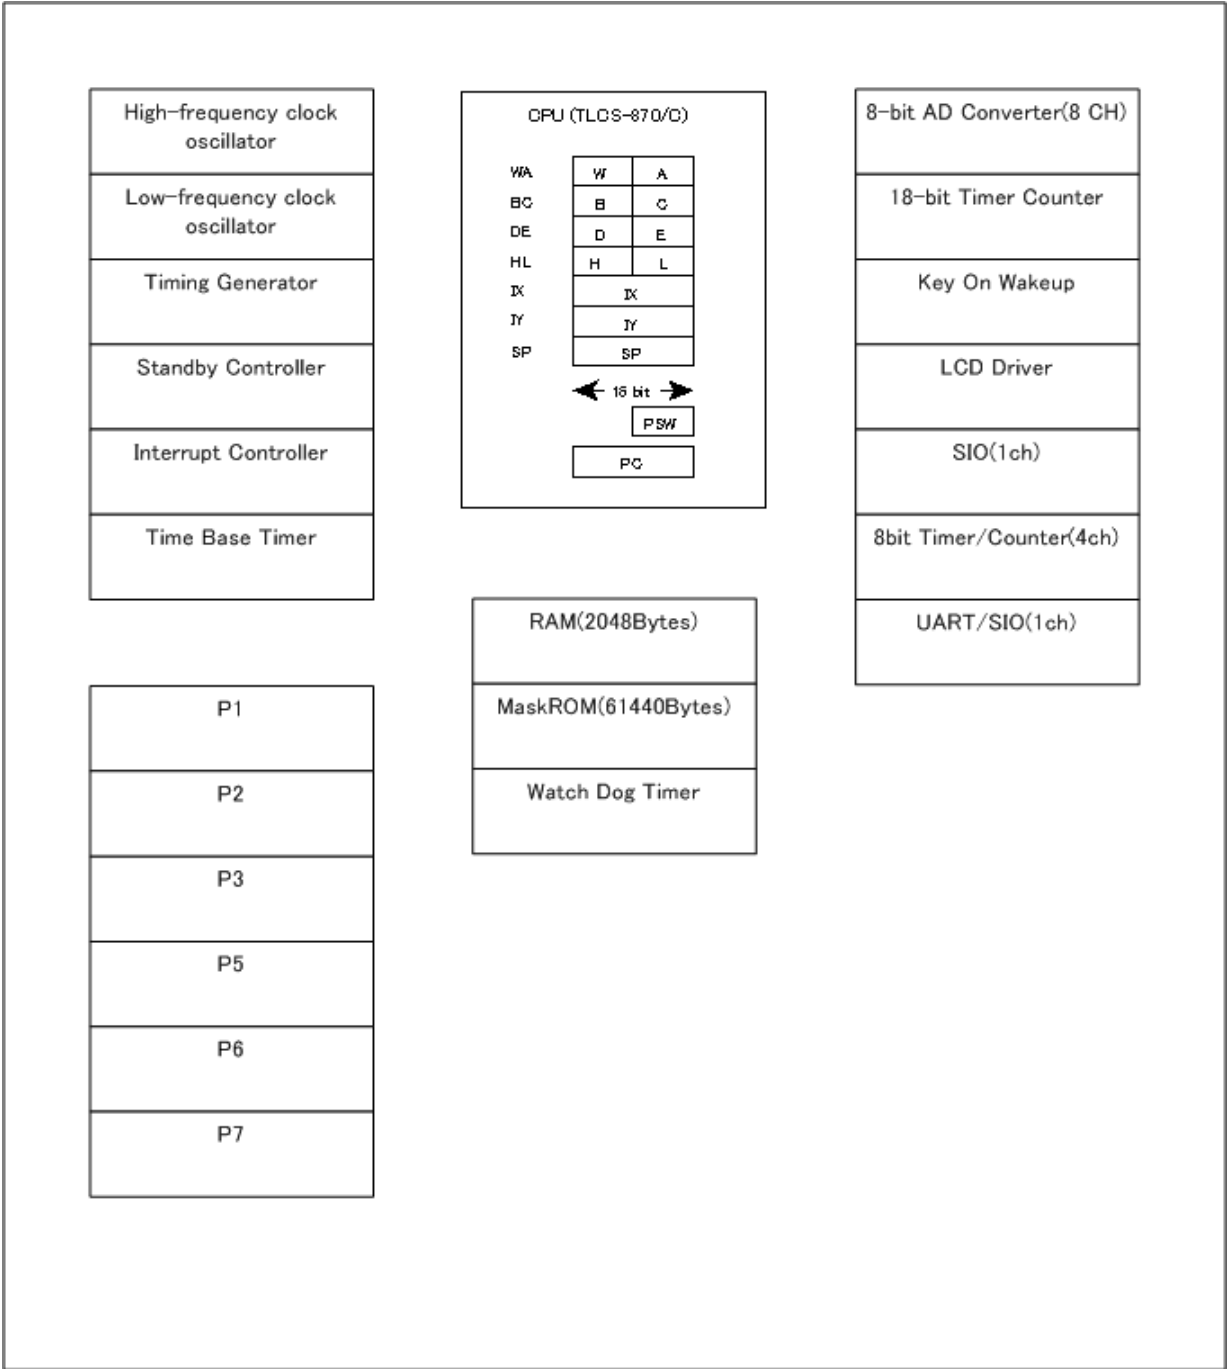 High-frequency clock
oscillator
Low-frequency clock
oscillator
Timing Generator
Standby Controller
Interrupt Controller
Time Base Timer
P1
P2
P3
P5
P6
P7
CPU (TLCS-870/C)
WA W A
BC B C
DE D E
HL H L
IX IX
IY IY
SP SP
16 bit
PSW
PC
RAM(2048Bytes)
MaskROM(61440Bytes)
Watch Dog Timer
8-bit AD Converter(8 CH)
18-bit Timer Counter
Key On Wakeup
LCD Driver
SIO(1ch)
8bit Timer/Counter(4ch)
UART/SIO(1ch)